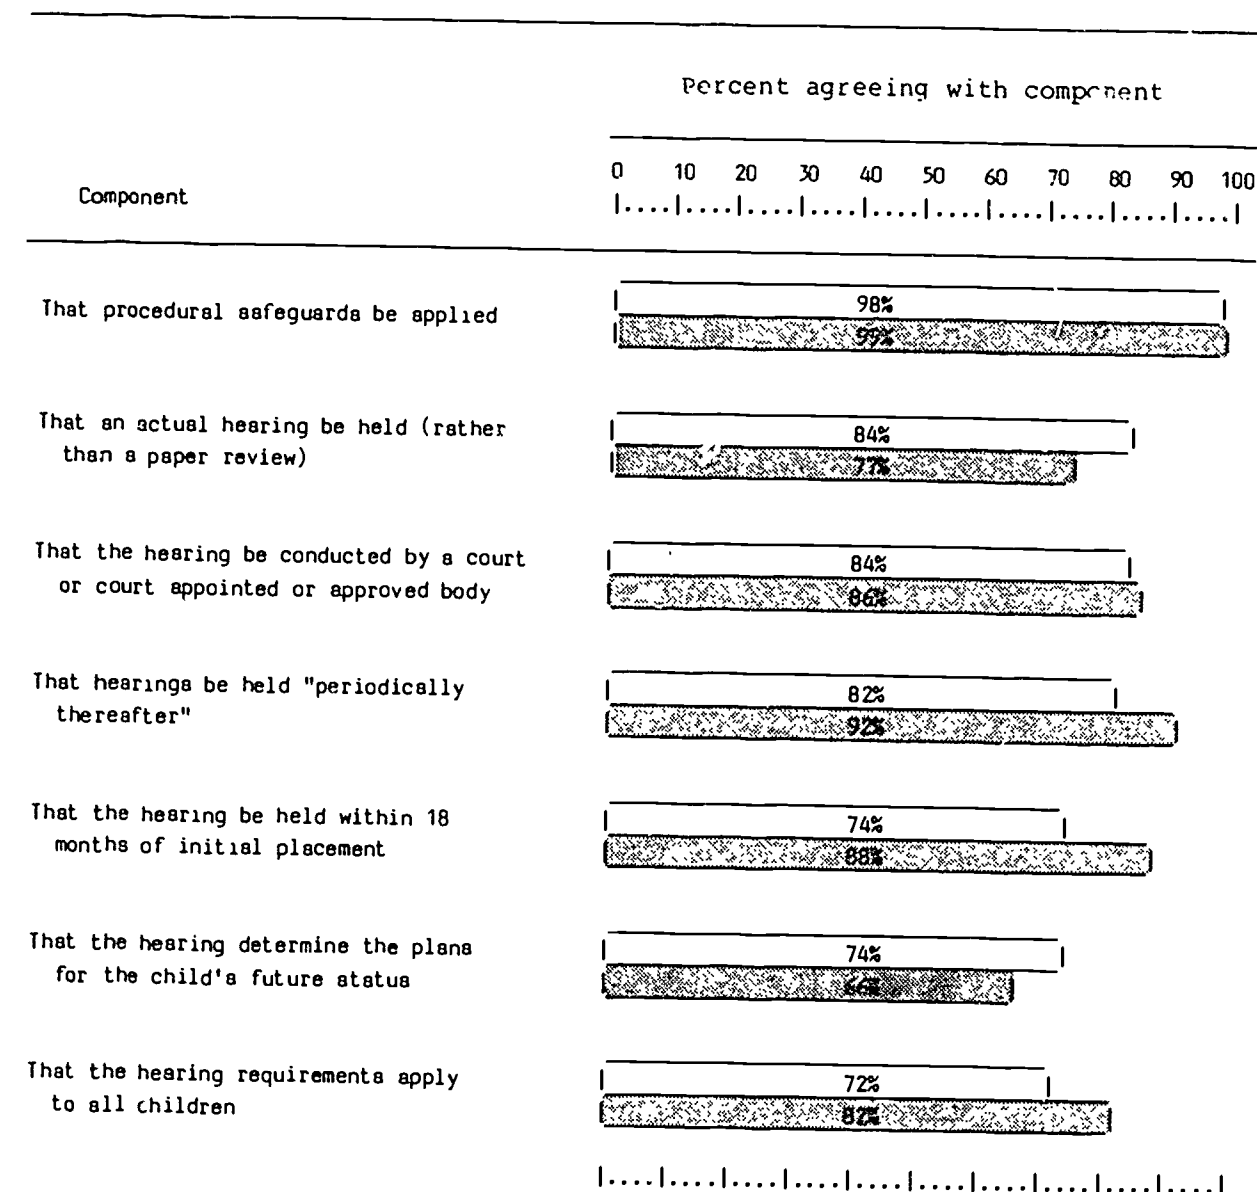 Percent agreeing with component
Component
0 10 20 30 40 50 60 70 80 90 100
|....|....|....|....|....|....|....|....|....|....|
That procedural safeguards be applied
98%
99%
That an actual hearing be held (rather
than a paper review)
84%
77%
That the hearing be conducted by a court
or court appointed or approved body
84%
86%
That hearings be held "periodically
thereafter"
82%
92%
That the hearing be held within 18
months of initial placement
74%
88%
That the hearing determine the plans
for the child's future status
74%
66%
That the hearing requirements apply
to all children
72%
82%
|....|....|....|....|....|....|....|....|....|....|